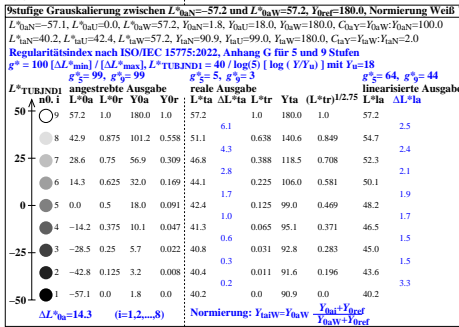 9stufige Grauskalierung zwischen L*0aN=−57.2 und L*0aW=57.2, Y0ref=180.0, Normierung Weiß
L*0aN=−57.1, L*0aU=0.0, L*0aW=57.2, Y0aN=1.8, Y0aU=18.0, Y0aW=180.0, C0aY=Y0aW:Y0aN=100.0
L*taN=40.2, L*taU=42.4, L*taW=57.2, YtaN=90.9, YtaU=99.0, YtaW=180.0, CtaY=YtaW:YtaN=2.0
Regularitätsindex nach ISO/IEC 15775:2022, Anhang G für 5 und 9 Stufen
g* = 100 [ΔL*min] / [ΔL*max], L*TUBJND1 = 40 / log(5) [ log ( Y/Yu) ] mit Yu=18
g*5= 99, g*9= 99 g*5= 5, g*9= 3 g*5= 64, g*9= 44
L*TUBJND1 angestrebte Ausgabe reale Ausgabe linearisierte Ausgabe
n0. i L*0a L*0r Y0a Y0r L*ta ΔL*ta L*tr Yta (L*tr)1/2.75 L*la ΔL*la
50 9 57.2 1.0 180.0 1.0 57.2 1.0 180.0 1.0 57.2
6.1 2.5
8 42.9 0.875 101.2 0.558 51.1 0.638 140.6 0.849 54.7
4.3 2.4
25 7 28.6 0.75 56.9 0.309 46.8 0.388 118.5 0.708 52.3
2.8 2.1
6 14.3 0.625 32.0 0.169 44.1 0.225 106.0 0.581 50.1
1.7 1.9
0 5 0.0 0.5 18.0 0.091 42.4 0.125 99.0 0.469 48.2
1.0 1.7
4 −14.2 0.375 10.1 0.047 41.3 0.065 95.1 0.371 46.5
0.6 1.5
−25 3 −28.5 0.25 5.7 0.022 40.8 0.031 92.8 0.283 45.0
0.3 1.5
2 −42.8 0.125 3.2 0.008 40.4 0.011 91.6 0.196 43.6
0.2 3.3
−50 1 −57.1 0.0 1.8 0.0 40.2 0.0 90.9 0.0 40.2
ΔL*0a=14.3 (i=1,2,...,8) Normierung: YtaiW=Y0aW Y0ai+Y0ref / Y0aW+Y0ref